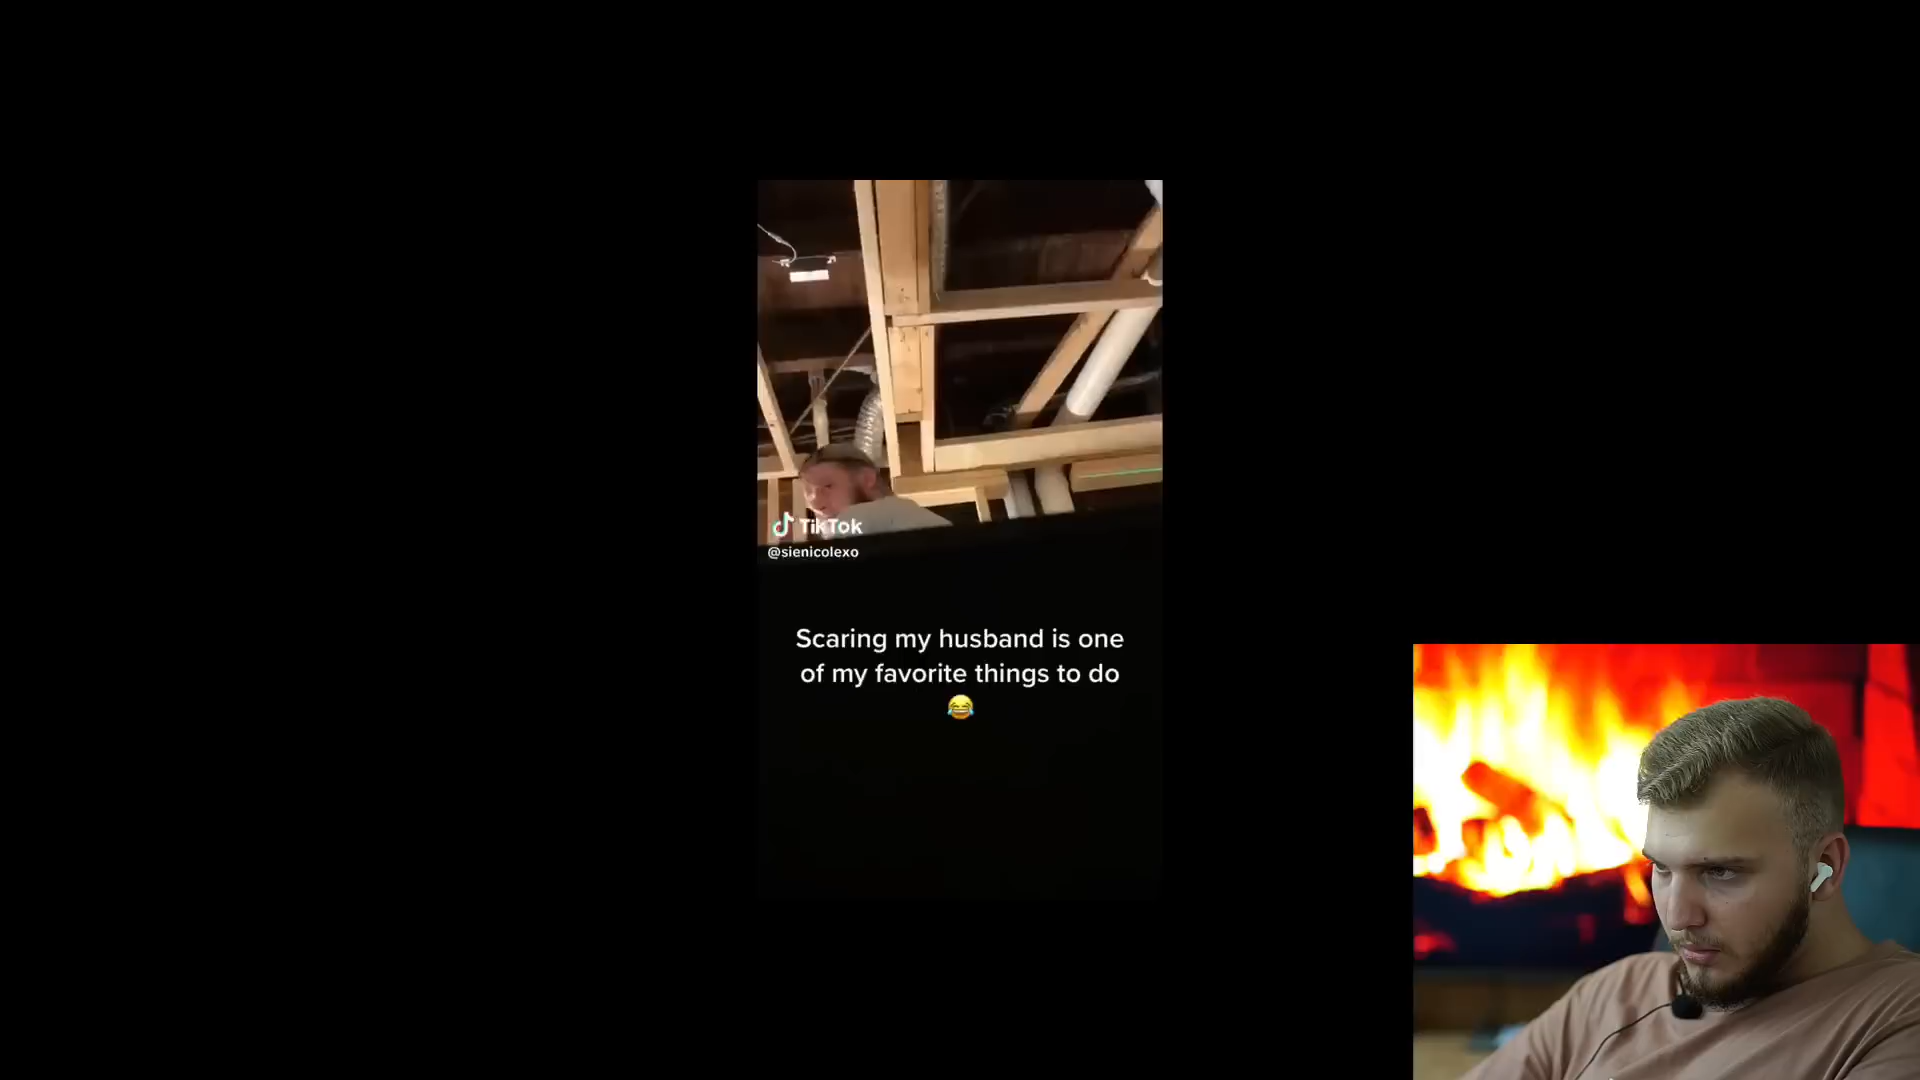 TikTok
@sienicolexo
Scaring my husband is one
of my favorite things to do
😂